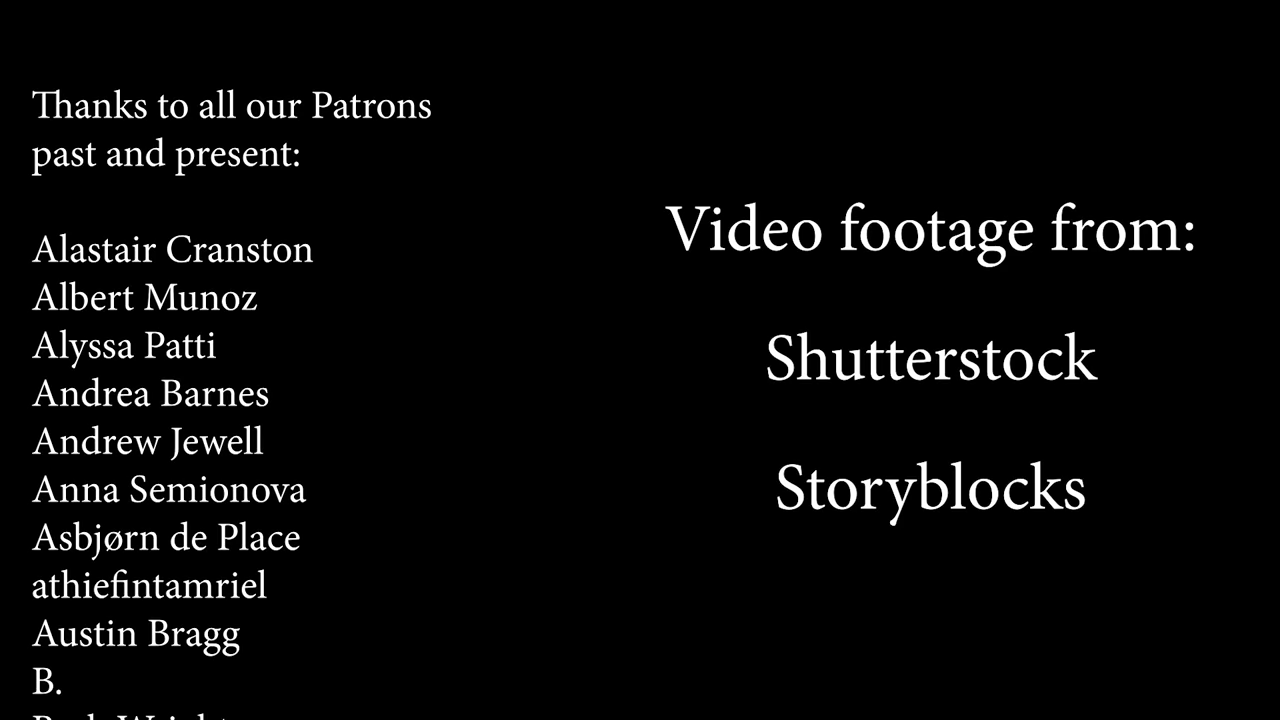 Thanks to all our Patrons
past and present:
Alastair Cranston
Albert Munoz
Alyssa Patti
Andrea Barnes
Andrew Jewell
Anna Semionova
Asbjørn de Place
athiefintamriel
Austin Bragg
B.
Video footage from:
Shutterstock
Storyblocks